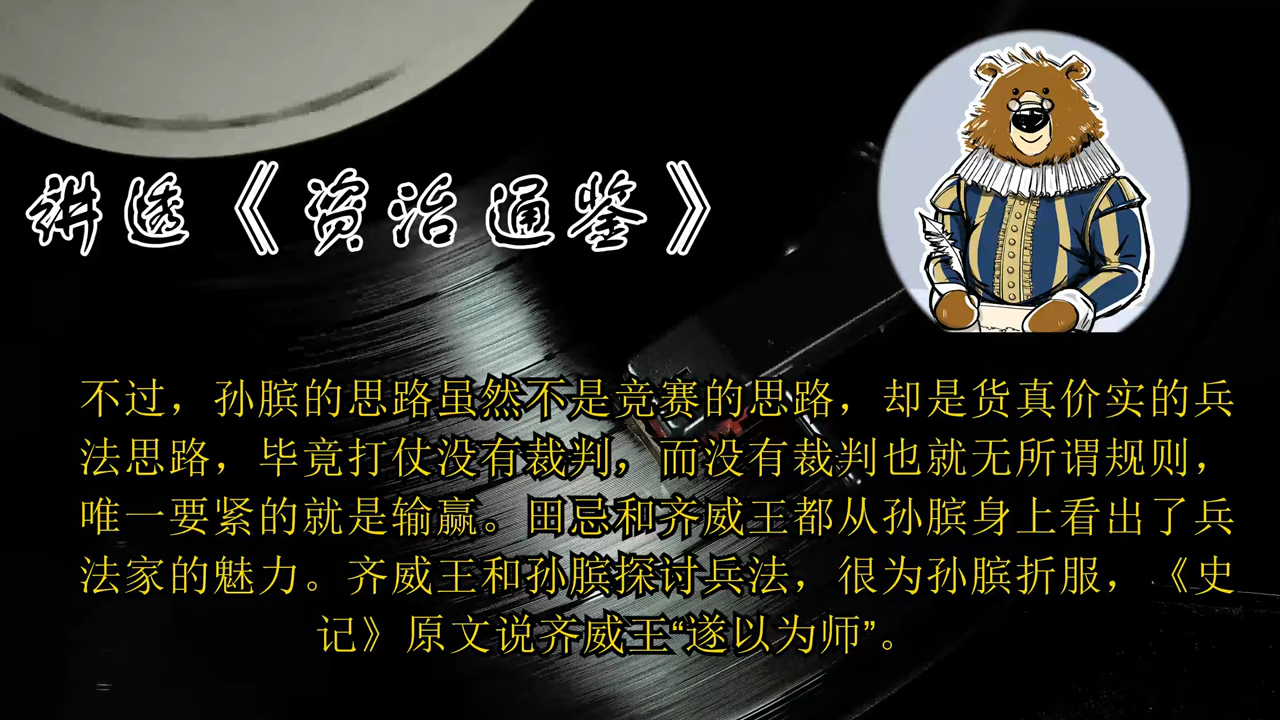 讲透《资治通鉴》
不过，孙膑的思路虽然不是竞赛的思路，却是货真价实的兵
法思路，毕竟打仗没有裁判，而没有裁判也就无所谓规则，
唯一要紧的就是输赢。田忌和齐威王都从孙膑身上看出了兵
法家的魅力。齐威王和孙膑探讨兵法，很为孙膑折服，《史
记》原文说齐威王“遂以为师”。